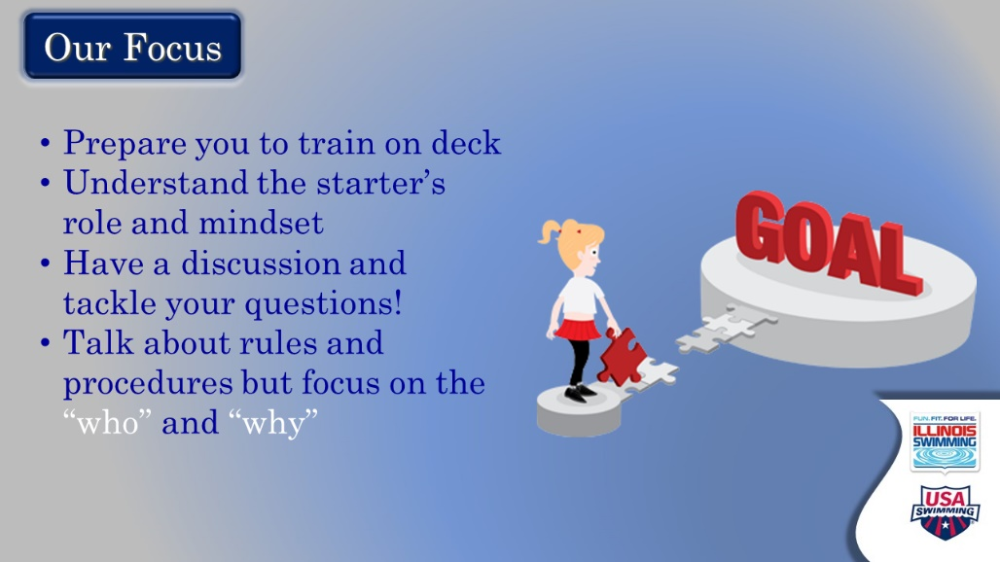 Our Focus
• Prepare you to train on deck
• Understand the starter’s
role and mindset
• Have a discussion and
tackle your questions!
• Talk about rules and
procedures but focus on the
“who” and “why”
GOAL
FUN. FIT. FOR LIFE.
ILLINOIS
SWIMMING
USA
SWIMMING